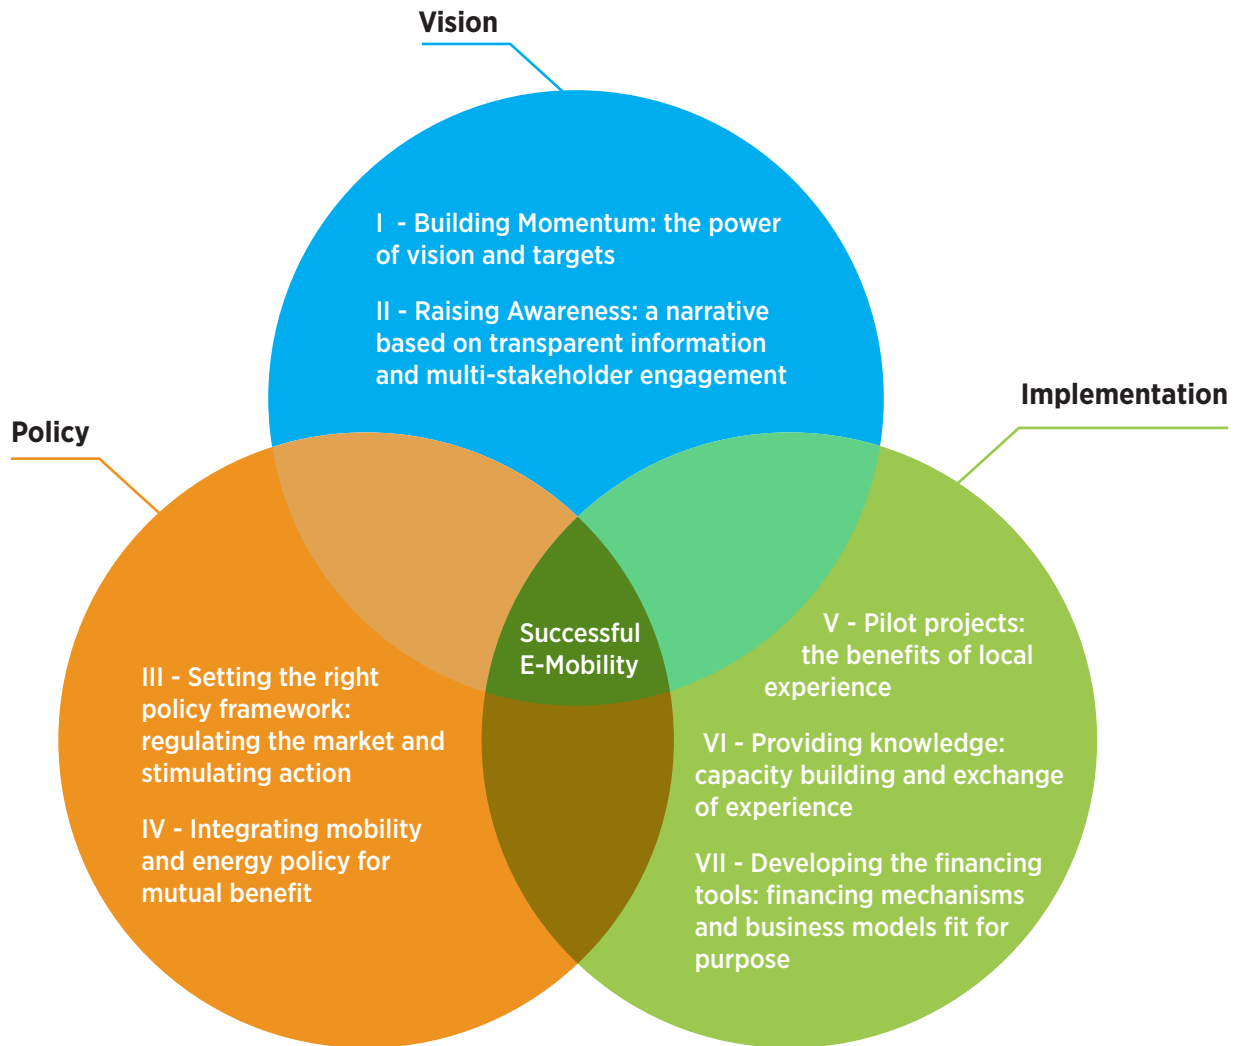 Vision
I - Building Momentum: the power
of vision and targets
II - Raising Awareness: a narrative
based on transparent information
and multi-stakeholder engagement
Implementation
Policy
Successful
E-Mobility
III - Setting the right
policy framework:
regulating the market and
stimulating action
IV - Integrating mobility
and energy policy for
mutual benefit
V - Pilot projects:
the benefits of local
experience
VI - Providing knowledge:
capacity building and exchange
of experience
VII - Developing the financing
tools: financing mechanisms
and business models fit for
purpose